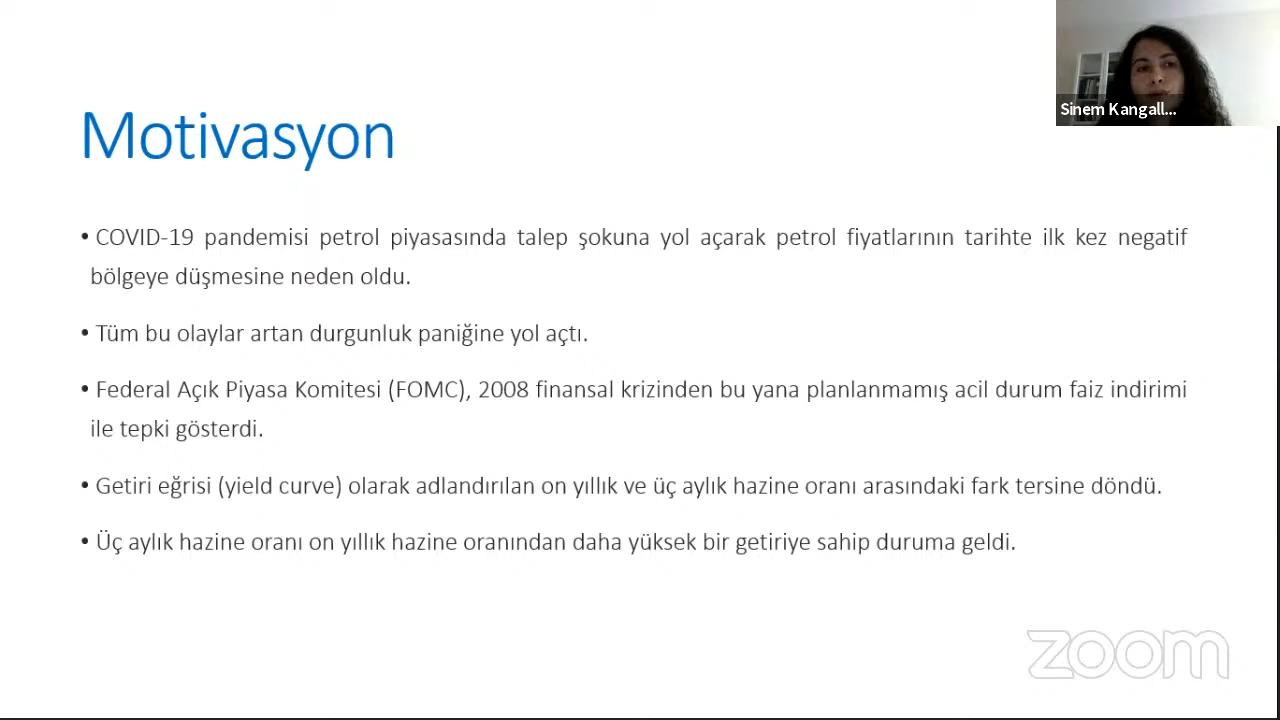 Sinem Kangall...
Motivasyon
• COVID-19 pandemisi petrol piyasasında talep şokuna yol açarak petrol fiyatlarının tarihte ilk kez negatif
bölgeye düşmesine neden oldu.
• Tüm bu olaylar artan durgunluk paniğine yol açtı.
• Federal Açık Piyasa Komitesi (FOMC), 2008 finansal krizinden bu yana planlanmamış acil durum faiz indirimi
ile tepki gösterdi.
• Getiri eğrisi (yield curve) olarak adlandırılan on yıllık ve üç aylık hazine oranı arasındaki fark tersine döndü.
• Üç aylık hazine oranı on yıllık hazine oranından daha yüksek bir getiriye sahip duruma geldi.
zoom